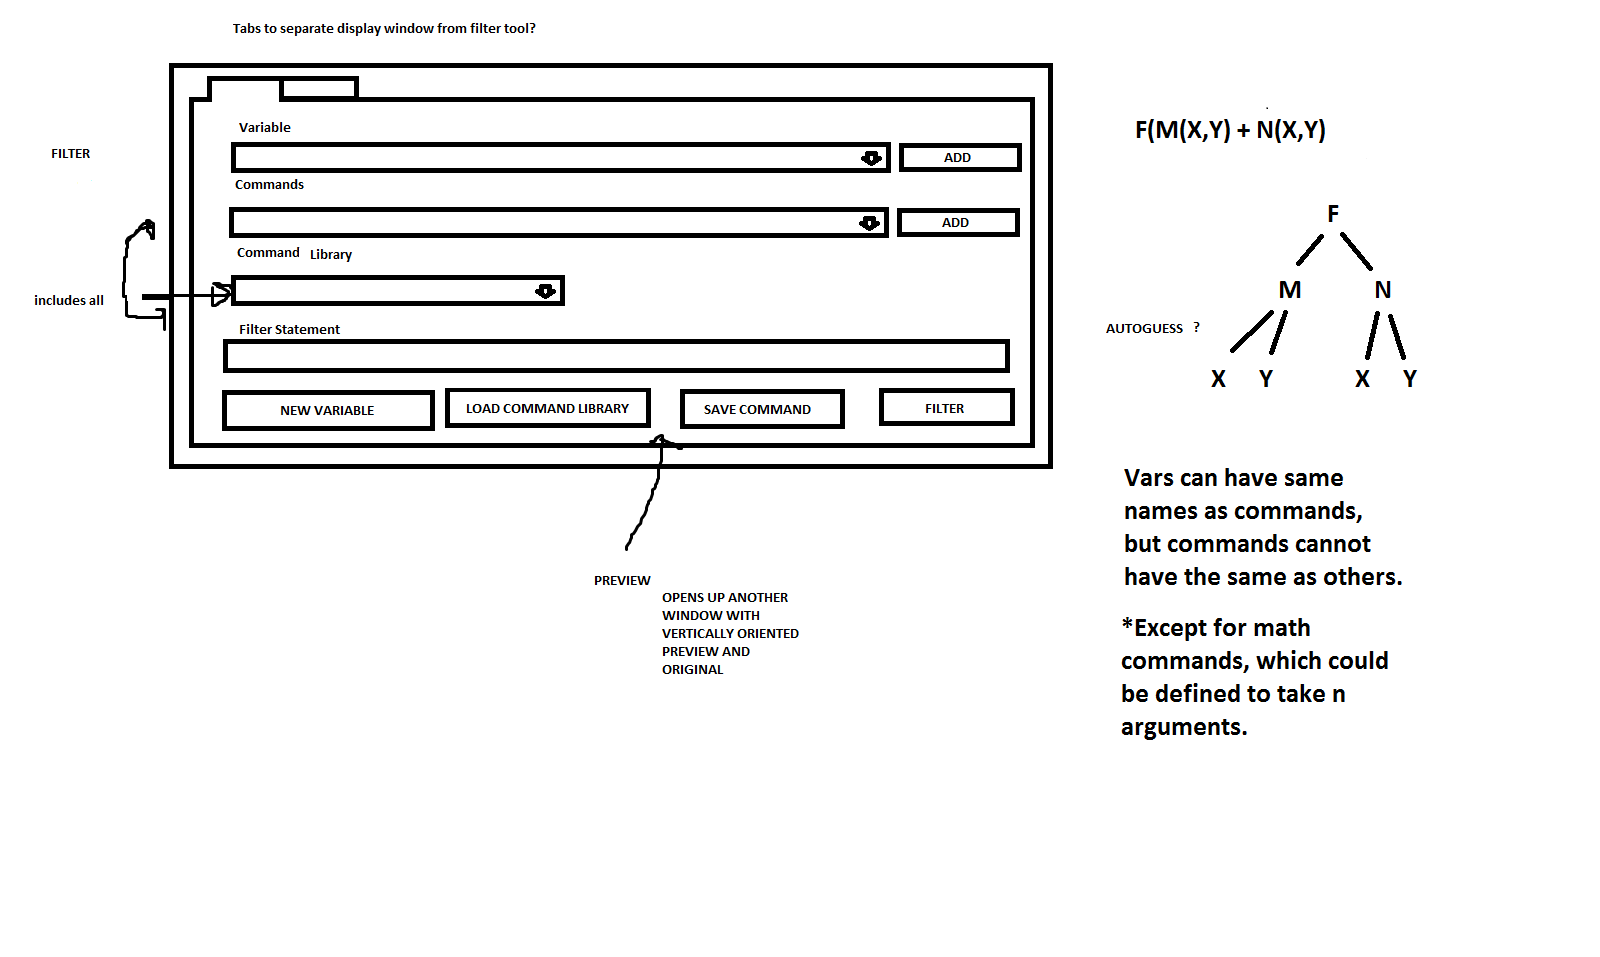 Tabs to separate display window from filter tool?
Variable
FILTER
ADD
Commands
ADD
Command Library
includes all
Filter Statement
NEW VARIABLE
LOAD COMMAND LIBRARY
SAVE COMMAND
FILTER
PREVIEW
OPENS UP ANOTHER
WINDOW WITH
VERTICALLY ORIENTED
PREVIEW AND
ORIGINAL
F(M(X,Y) + N(X,Y)
F
M N
AUTOGUESS ?
X Y X Y
Vars can have same
names as commands,
but commands cannot
have the same as others.
*Except for math
commands, which could
be defined to take n
arguments.